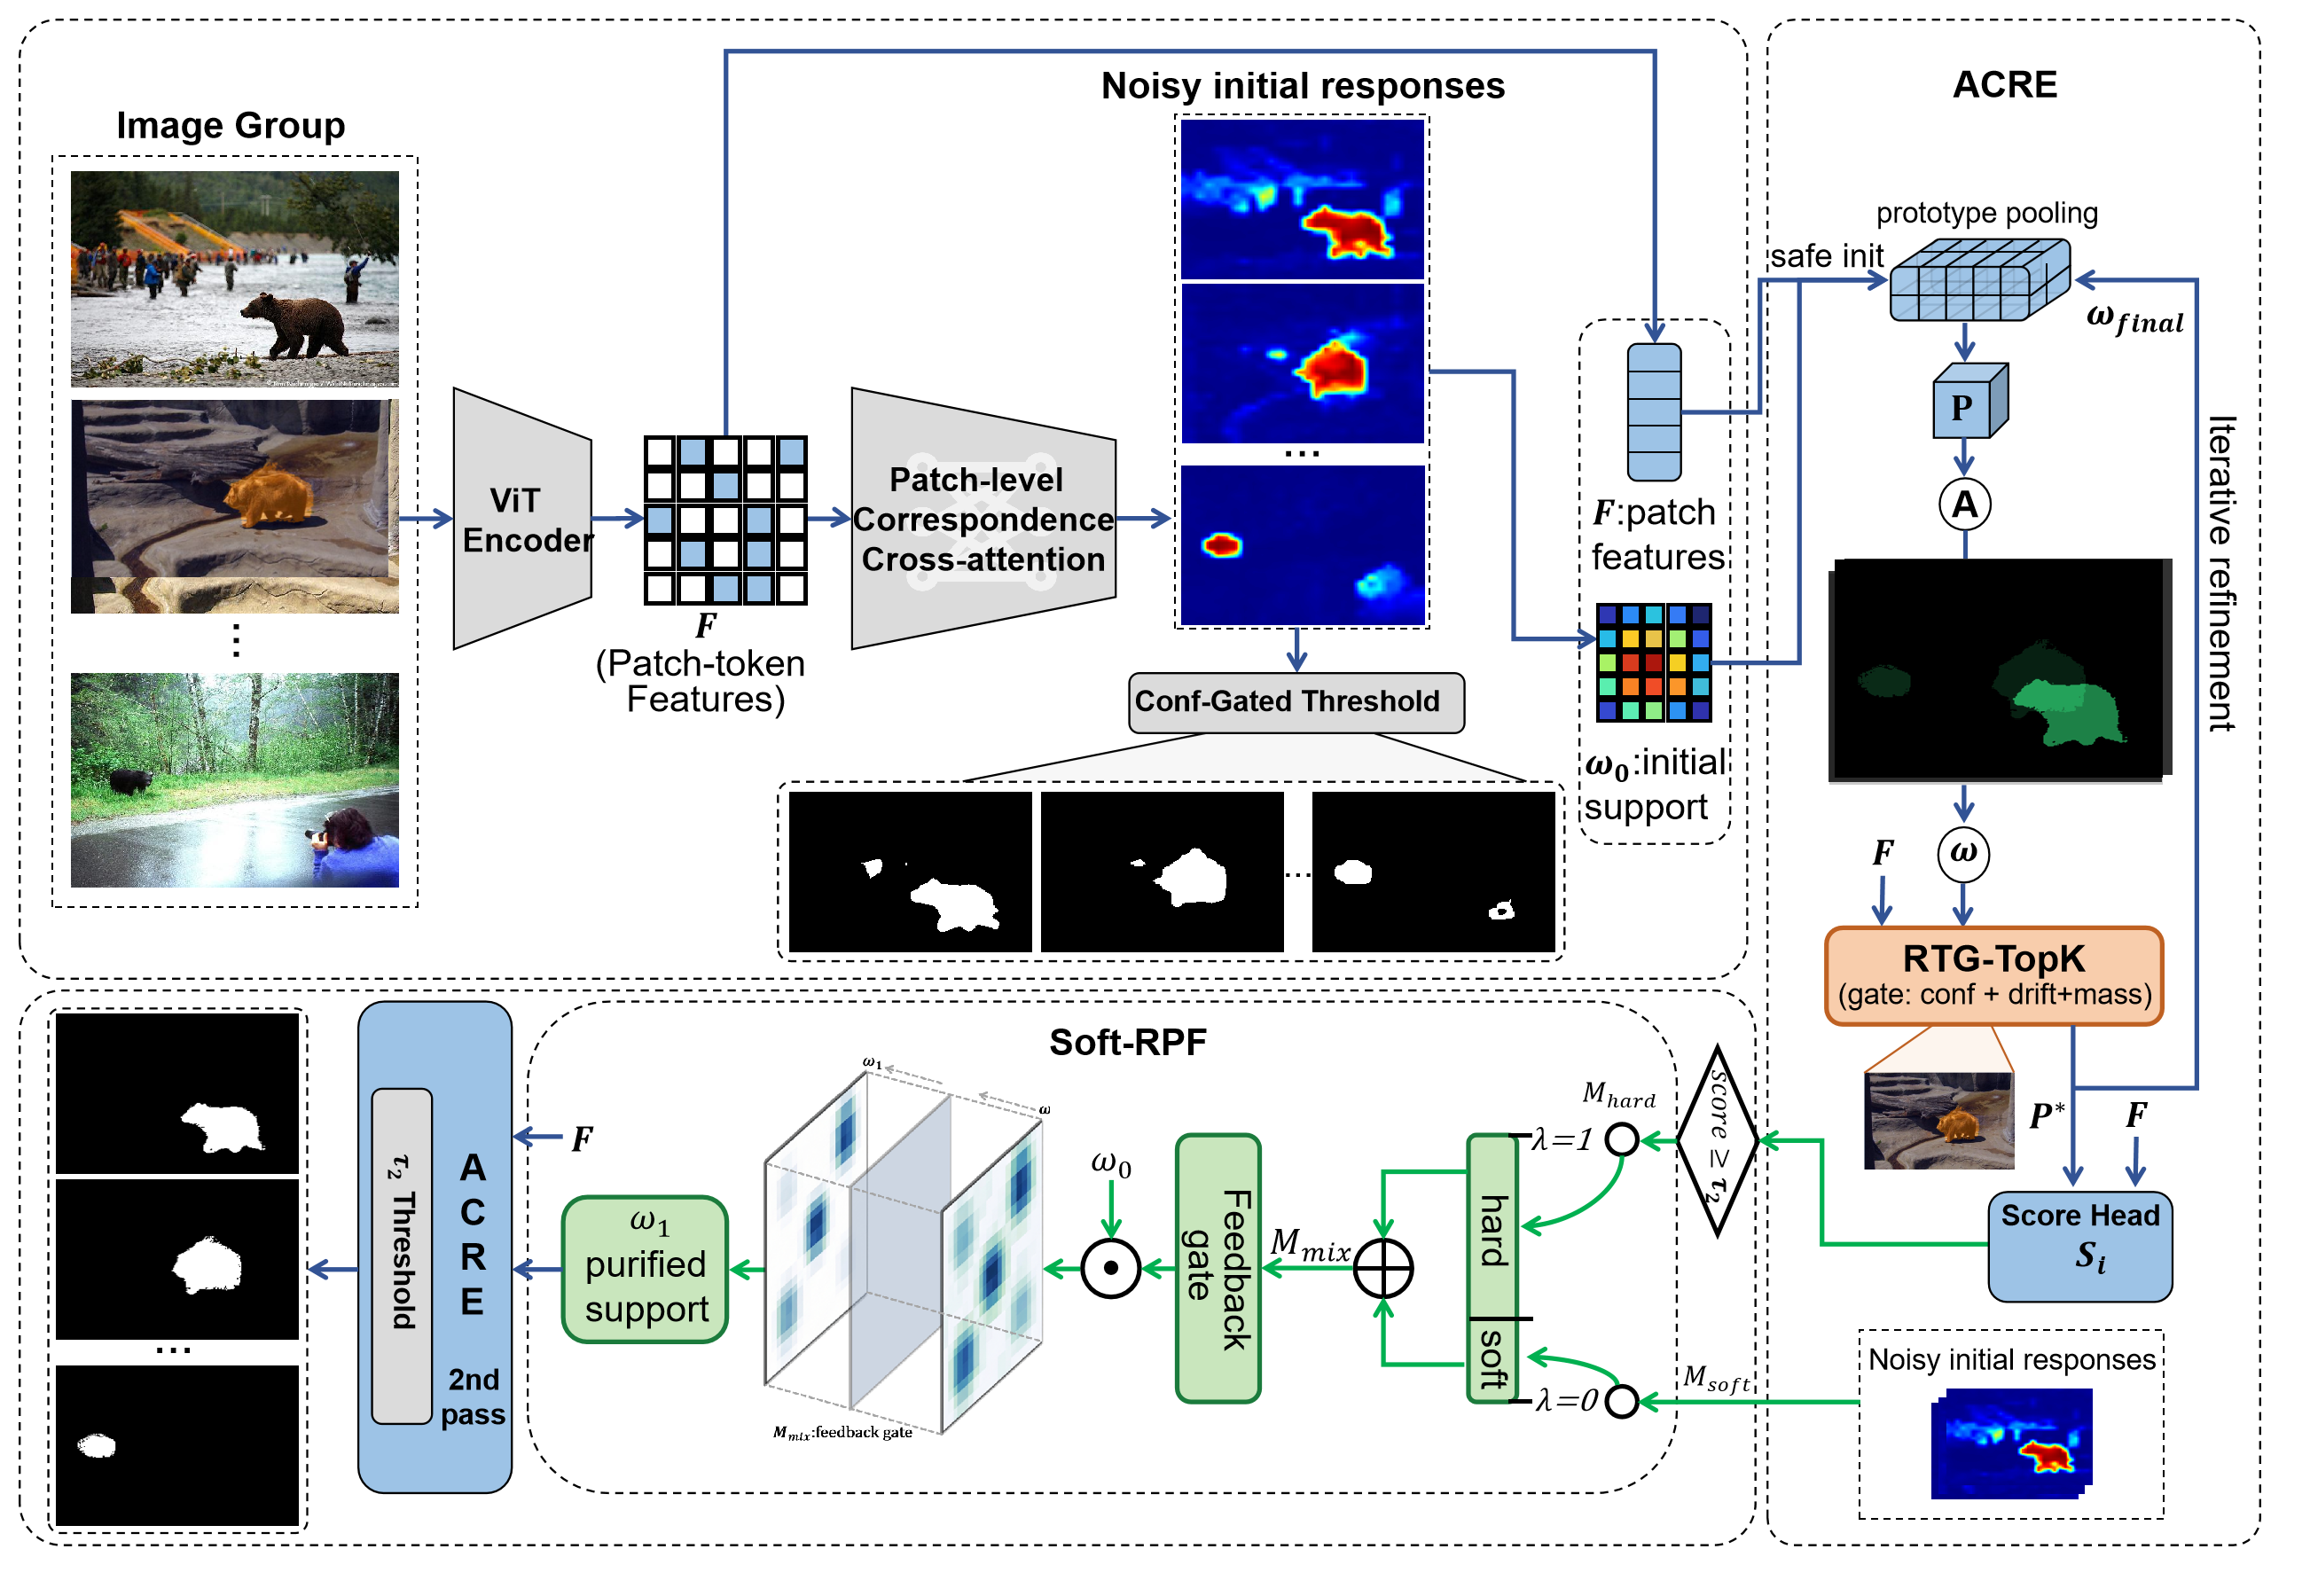 Image Group
Noisy initial responses
ACRE
prototype pooling
safe init
ω_final
P
A
Iterative refinement
ViT
Encoder
F
(Patch-token
Features)
Patch-level
Correspondence
Cross-attention
...
...
Conf-Gated Threshold
...
F:patch
features
ω₀:initial
support
F
ω
RTG-TopK
(gate: conf + drift+mass)
P*
F
Score Head
S_i
Noisy initial responses
score ≥ τ₂
Soft-RPF
M_hard
λ=1
hard
soft
λ=0
M_soft
M_mix
Feedback
gate
ω₀
ω₁
ω
M_mix:feedback gate
ω₁
purified
support
F
ACRE
2nd
pass
τ₂ Threshold
...